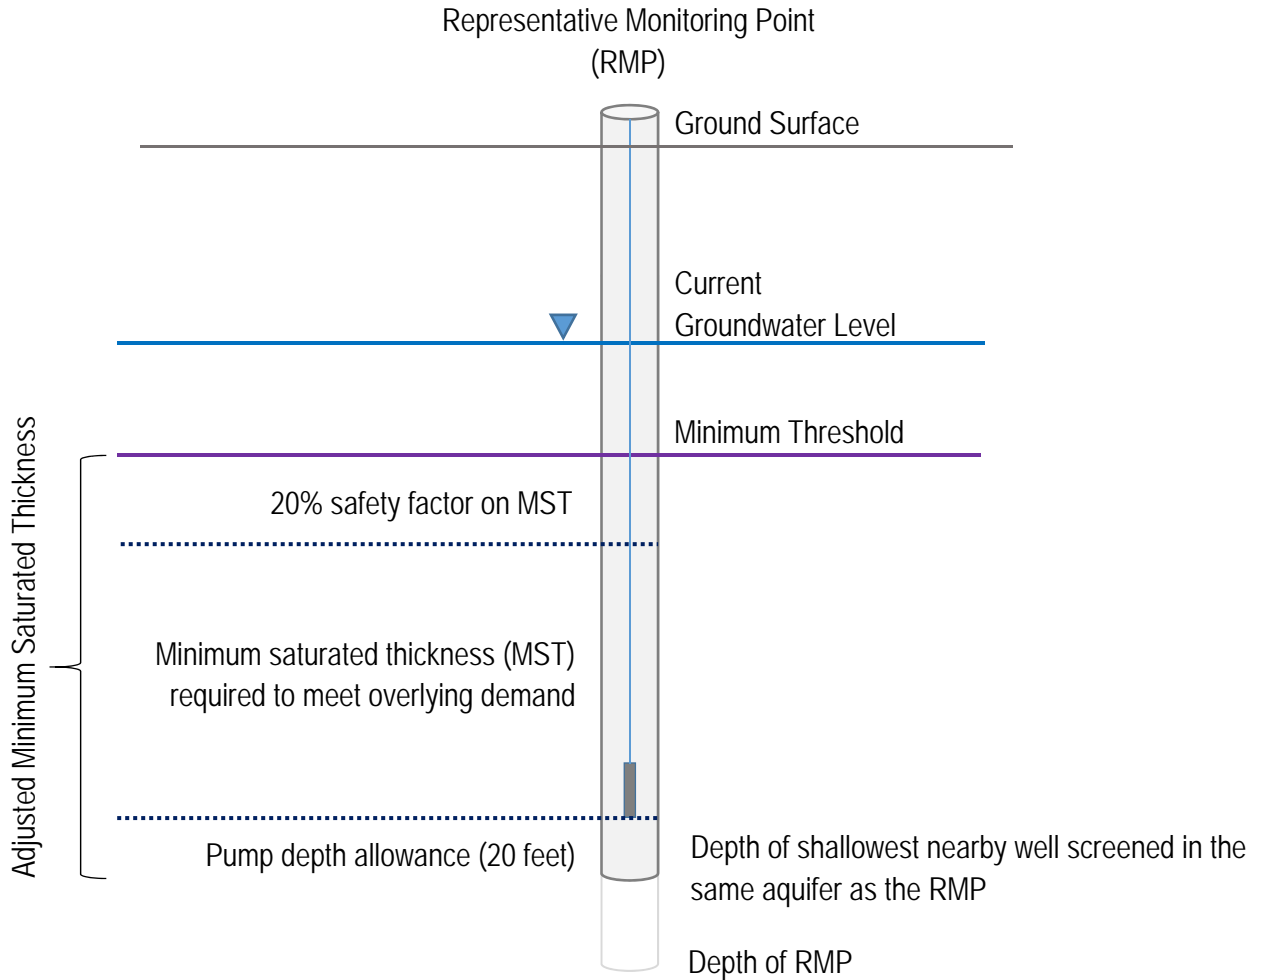 Representative Monitoring Point
(RMP)
Ground Surface
Current
Groundwater Level
Minimum Threshold
Adjusted Minimum Saturated Thickness
20% safety factor on MST
Minimum saturated thickness (MST)
required to meet overlying demand
Pump depth allowance (20 feet)
Depth of shallowest nearby well screened in the
same aquifer as the RMP
Depth of RMP